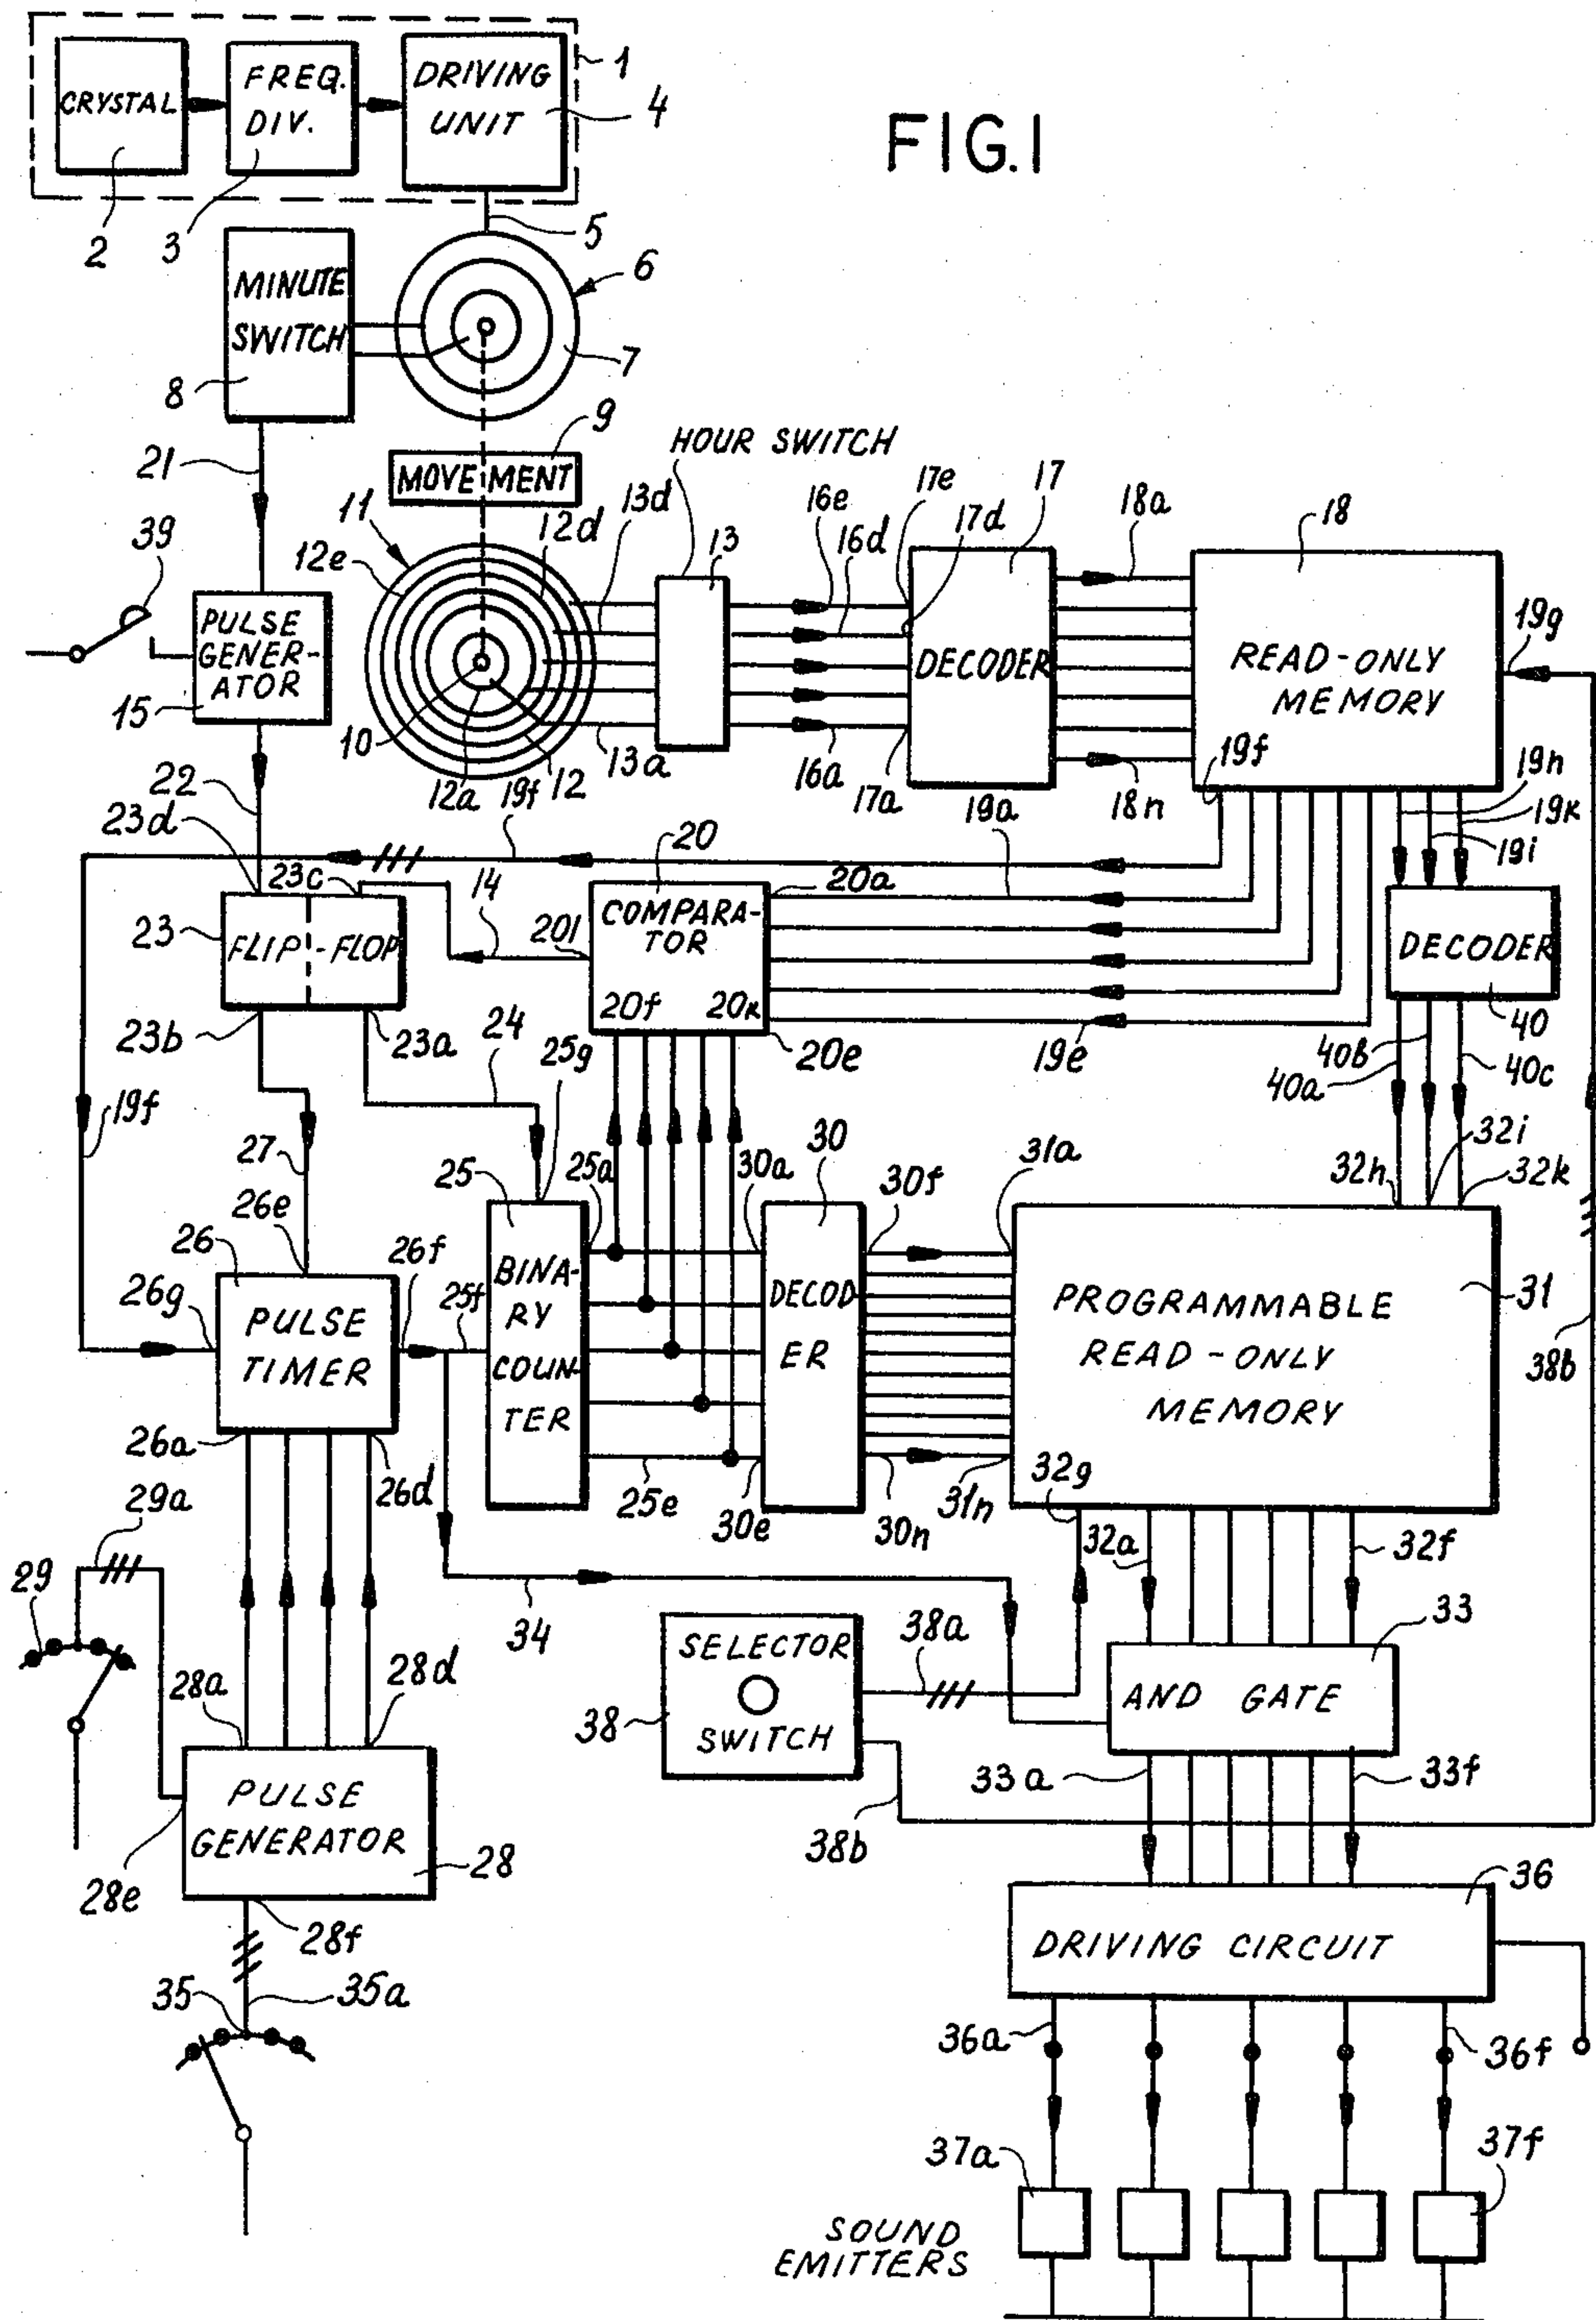 FIG.1
CRYSTAL
FREQ.
DIV.
DRIVING
UNIT
1
4
2
3
5
MINUTE
SWITCH
6
7
8
9
HOUR SWITCH
21
MOVEMENT
39
11
12e
12d
13d
13
16e
16d
17e
17d
17
18a
18
PULSE
GENER-
ATOR
15
DECODER
READ-ONLY
MEMORY
19g
10
12a
19f
12
13a
16a
17a
19a
18n
19f
19h
19k
19i
22
23d
23c
14
20
20a
23
FLIP-FLOP
201
COMPARA-
TOR
20f
20k
DECODER
40
23b
23a
24
25g
20e
19e
40b
40a
40c
19f
27
26e
26
25
25a
30a
30
30f
31a
32h
32i
32k
26g
PULSE
TIMER
26f
25f
BINA-
RY
COUN-
TER
DECOD
ER
PROGRAMMABLE
READ-ONLY
MEMORY
31
38b
26a
26d
25e
30e
30n
31n
32g
32a
32f
29a
29
34
SELECTOR
SWITCH
38
38a
33
AND GATE
28a
28d
33a
33f
38b
PULSE
GENERATOR
28
28e
28f
36
DRIVING CIRCUIT
35
35a
36a
36f
37a
37f
SOUND
EMITTERS